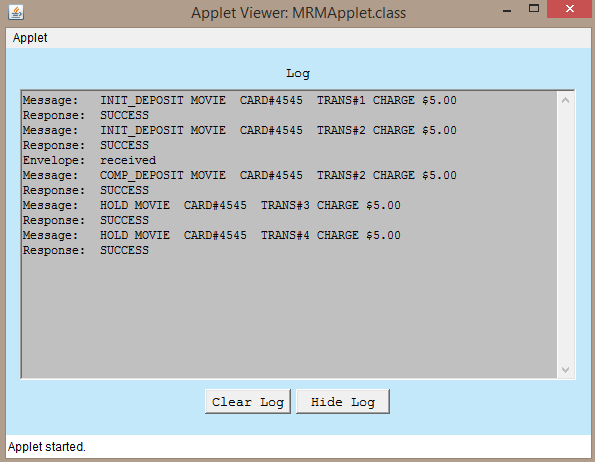 Applet Viewer: MRMApplet.class
Applet
Log
Message:   INIT_DEPOSIT MOVIE  CARD#4545  TRANS#1 CHARGE $5.00
Response:  SUCCESS
Message:   INIT_DEPOSIT MOVIE  CARD#4545  TRANS#2 CHARGE $5.00
Response:  SUCCESS
Envelope:  received
Message:   COMP_DEPOSIT MOVIE  CARD#4545  TRANS#2 CHARGE $5.00
Response:  SUCCESS
Message:   HOLD MOVIE  CARD#4545  TRANS#3 CHARGE $5.00
Response:  SUCCESS
Message:   HOLD MOVIE  CARD#4545  TRANS#4 CHARGE $5.00
Response:  SUCCESS
Clear Log  Hide Log
Applet started.